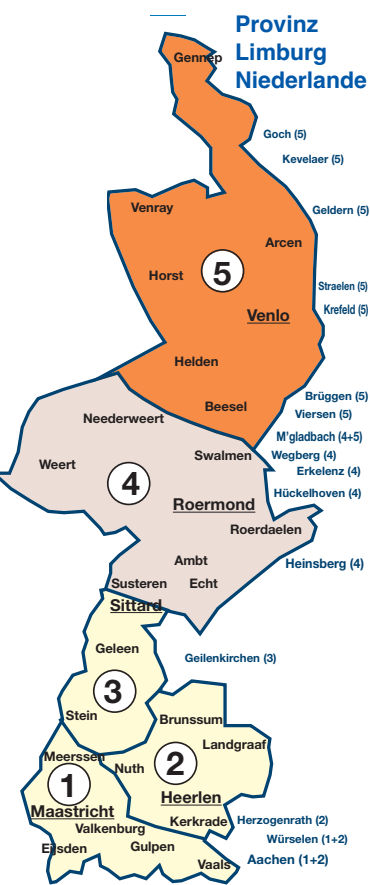 Provinz
Limburg
Niederlande
Gennep
Goch (5)
Kevelaer (5)
Venray
Geldern (5)
Arcen
5
Horst
Straelen (5)
Krefeld (5)
Venlo
Helden
Brüggen (5)
Beesel
Viersen (5)
Neederweert
M'gladbach (4+5)
Swalmen
Wegberg (4)
Weert
Erkelenz (4)
4
Hückelhoven (4)
Roermond
Roerdaelen
Ambt
Heinsberg (4)
Susteren
Echt
Sittard
Geleen
Geilenkirchen (3)
3
Stein
Brunssum
Landgraaf
Meerssen
Nuth
2
1
Heerlen
Maastricht
Kerkrade
Herzogenrath (2)
Valkenburg
Würselen (1+2)
Eijsden
Gulpen
Vaals
Aachen (1+2)